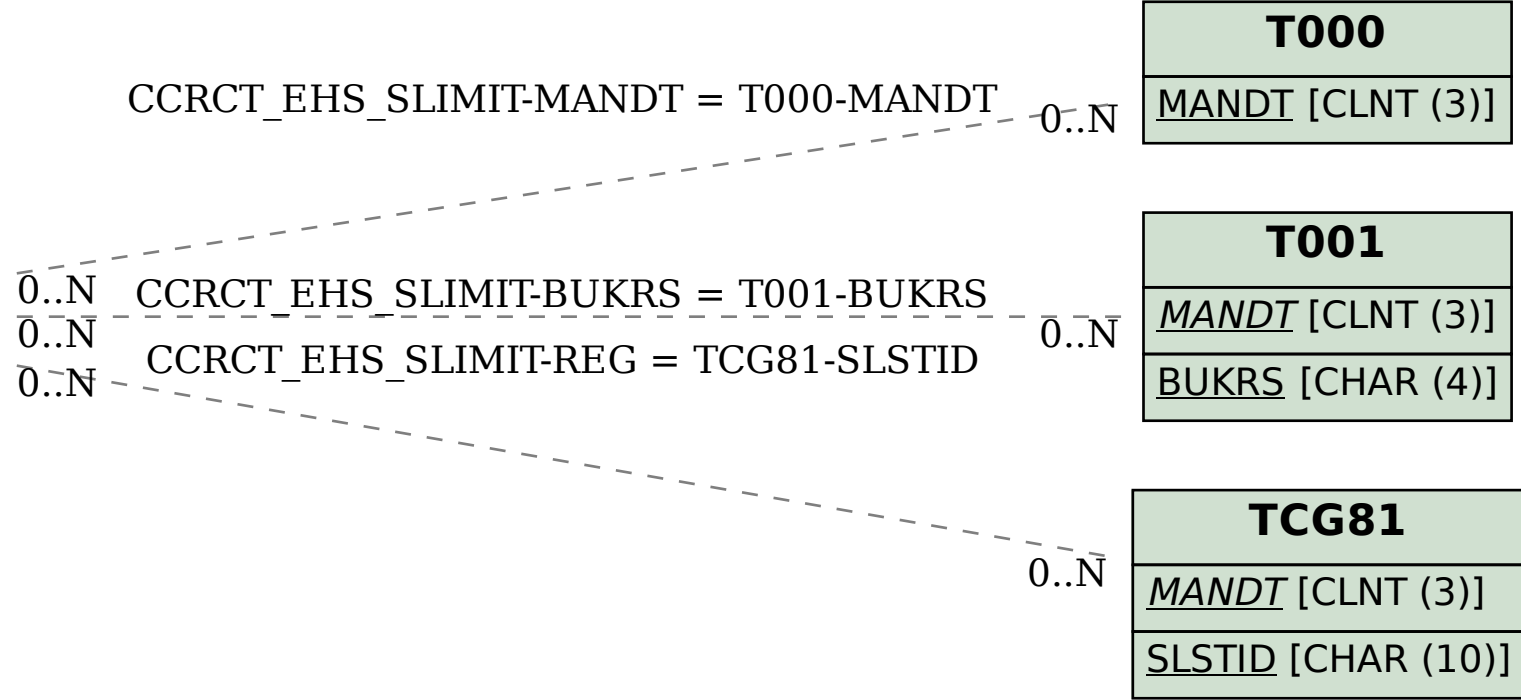 T000
CCRCT_EHS_SLIMIT-MANDT = T000-MANDT
0..N
MANDT [CLNT (3)]
T001
0..N
CCRCT_EHS_SLIMIT-BUKRS = T001-BUKRS
MANDT [CLNT (3)]
0..N
0..N
CCRCT_EHS_SLIMIT-REG = TCG81-SLSTID
0..N
BUKRS [CHAR (4)]
TCG81
0..N
MANDT [CLNT (3)]
SLSTID [CHAR (10)]